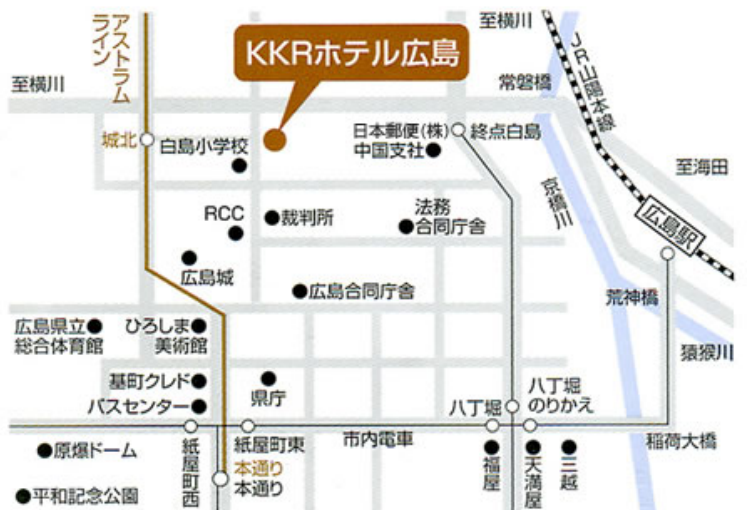 至横川
アストラム
ライン
KKRホテル広島
常磐橋
JR山陽本線
至横川
城北
白島小学校
日本郵便(株)
中国支社
終点白島
至海田
京橋川
広島駅
RCC
裁判所
法務
合同庁舎
広島城
広島合同庁舎
荒神橋
広島県立
総合体育館
ひろしま
美術館
猿猴川
基町クレド
バスセンター
県庁
八丁堀
八丁堀
のりかえ
原爆ドーム
紙屋町西
紙屋町東
市内電車
稲荷大橋
本通り
本通り
福屋
天満屋
三越
平和記念公園